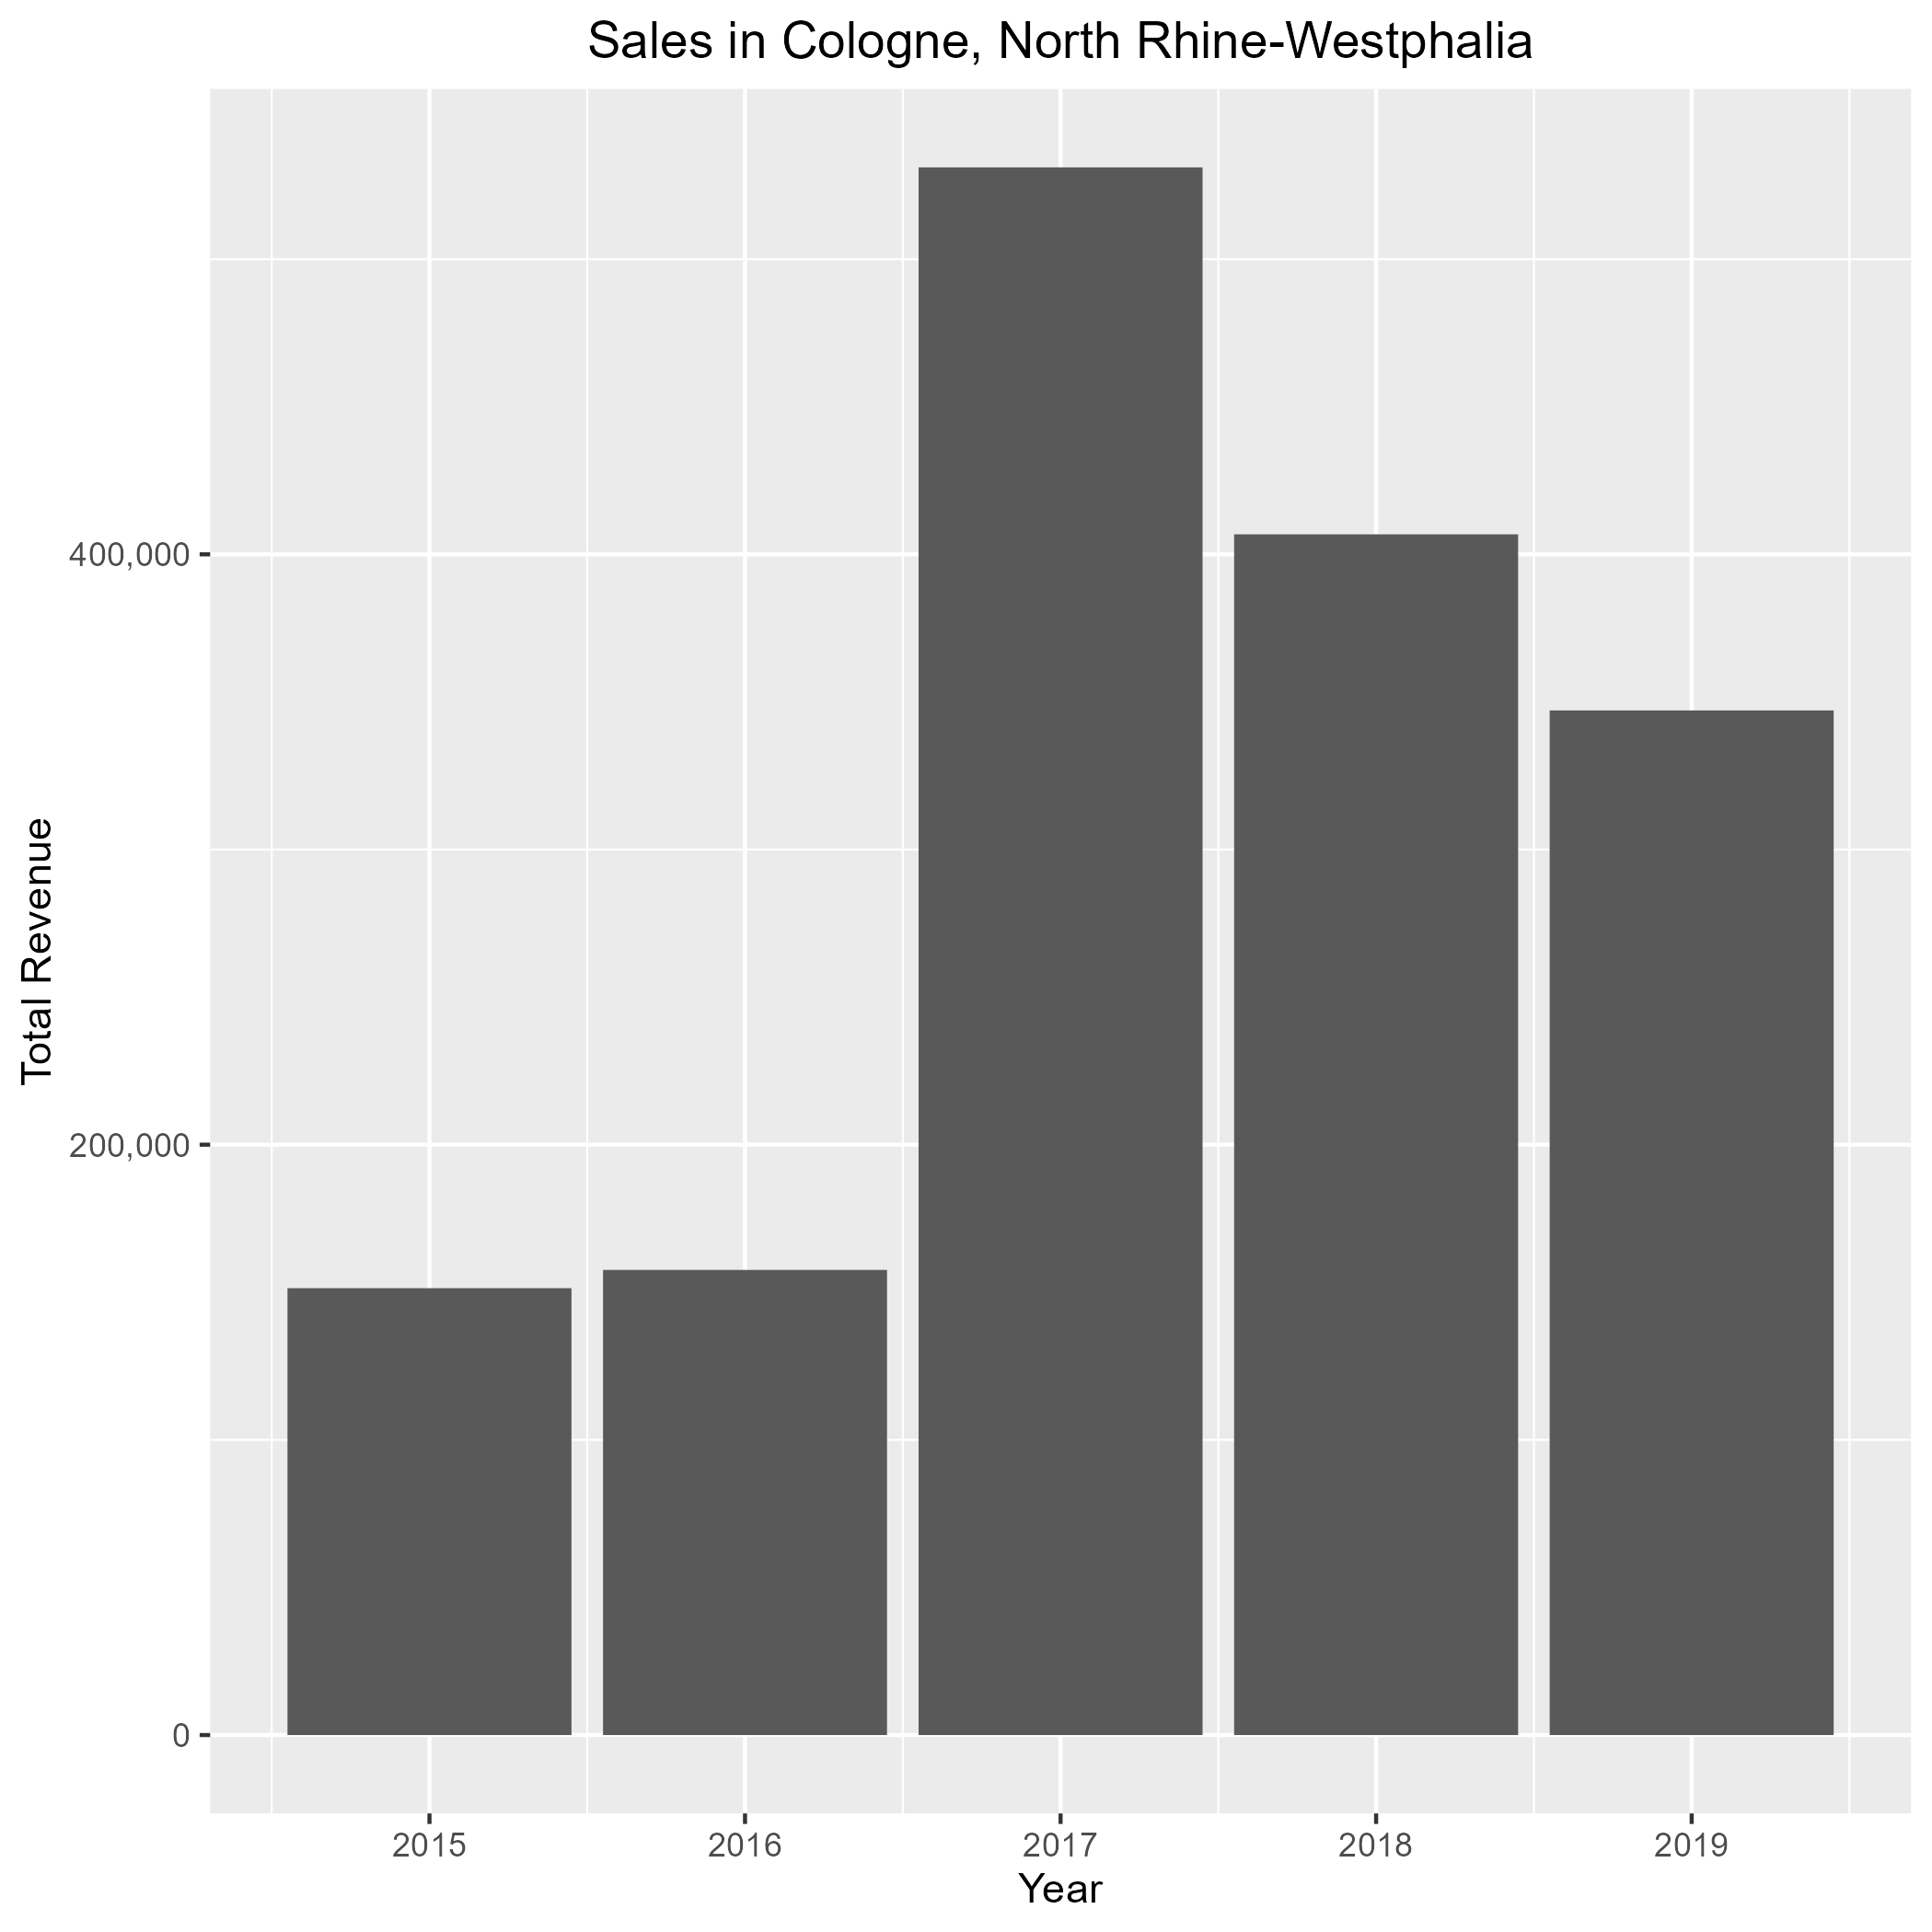 Sales in Cologne, North Rhine-Westphalia
Total Revenue
400,000
200,000
0
2015 2016 2017 2018 2019
Year